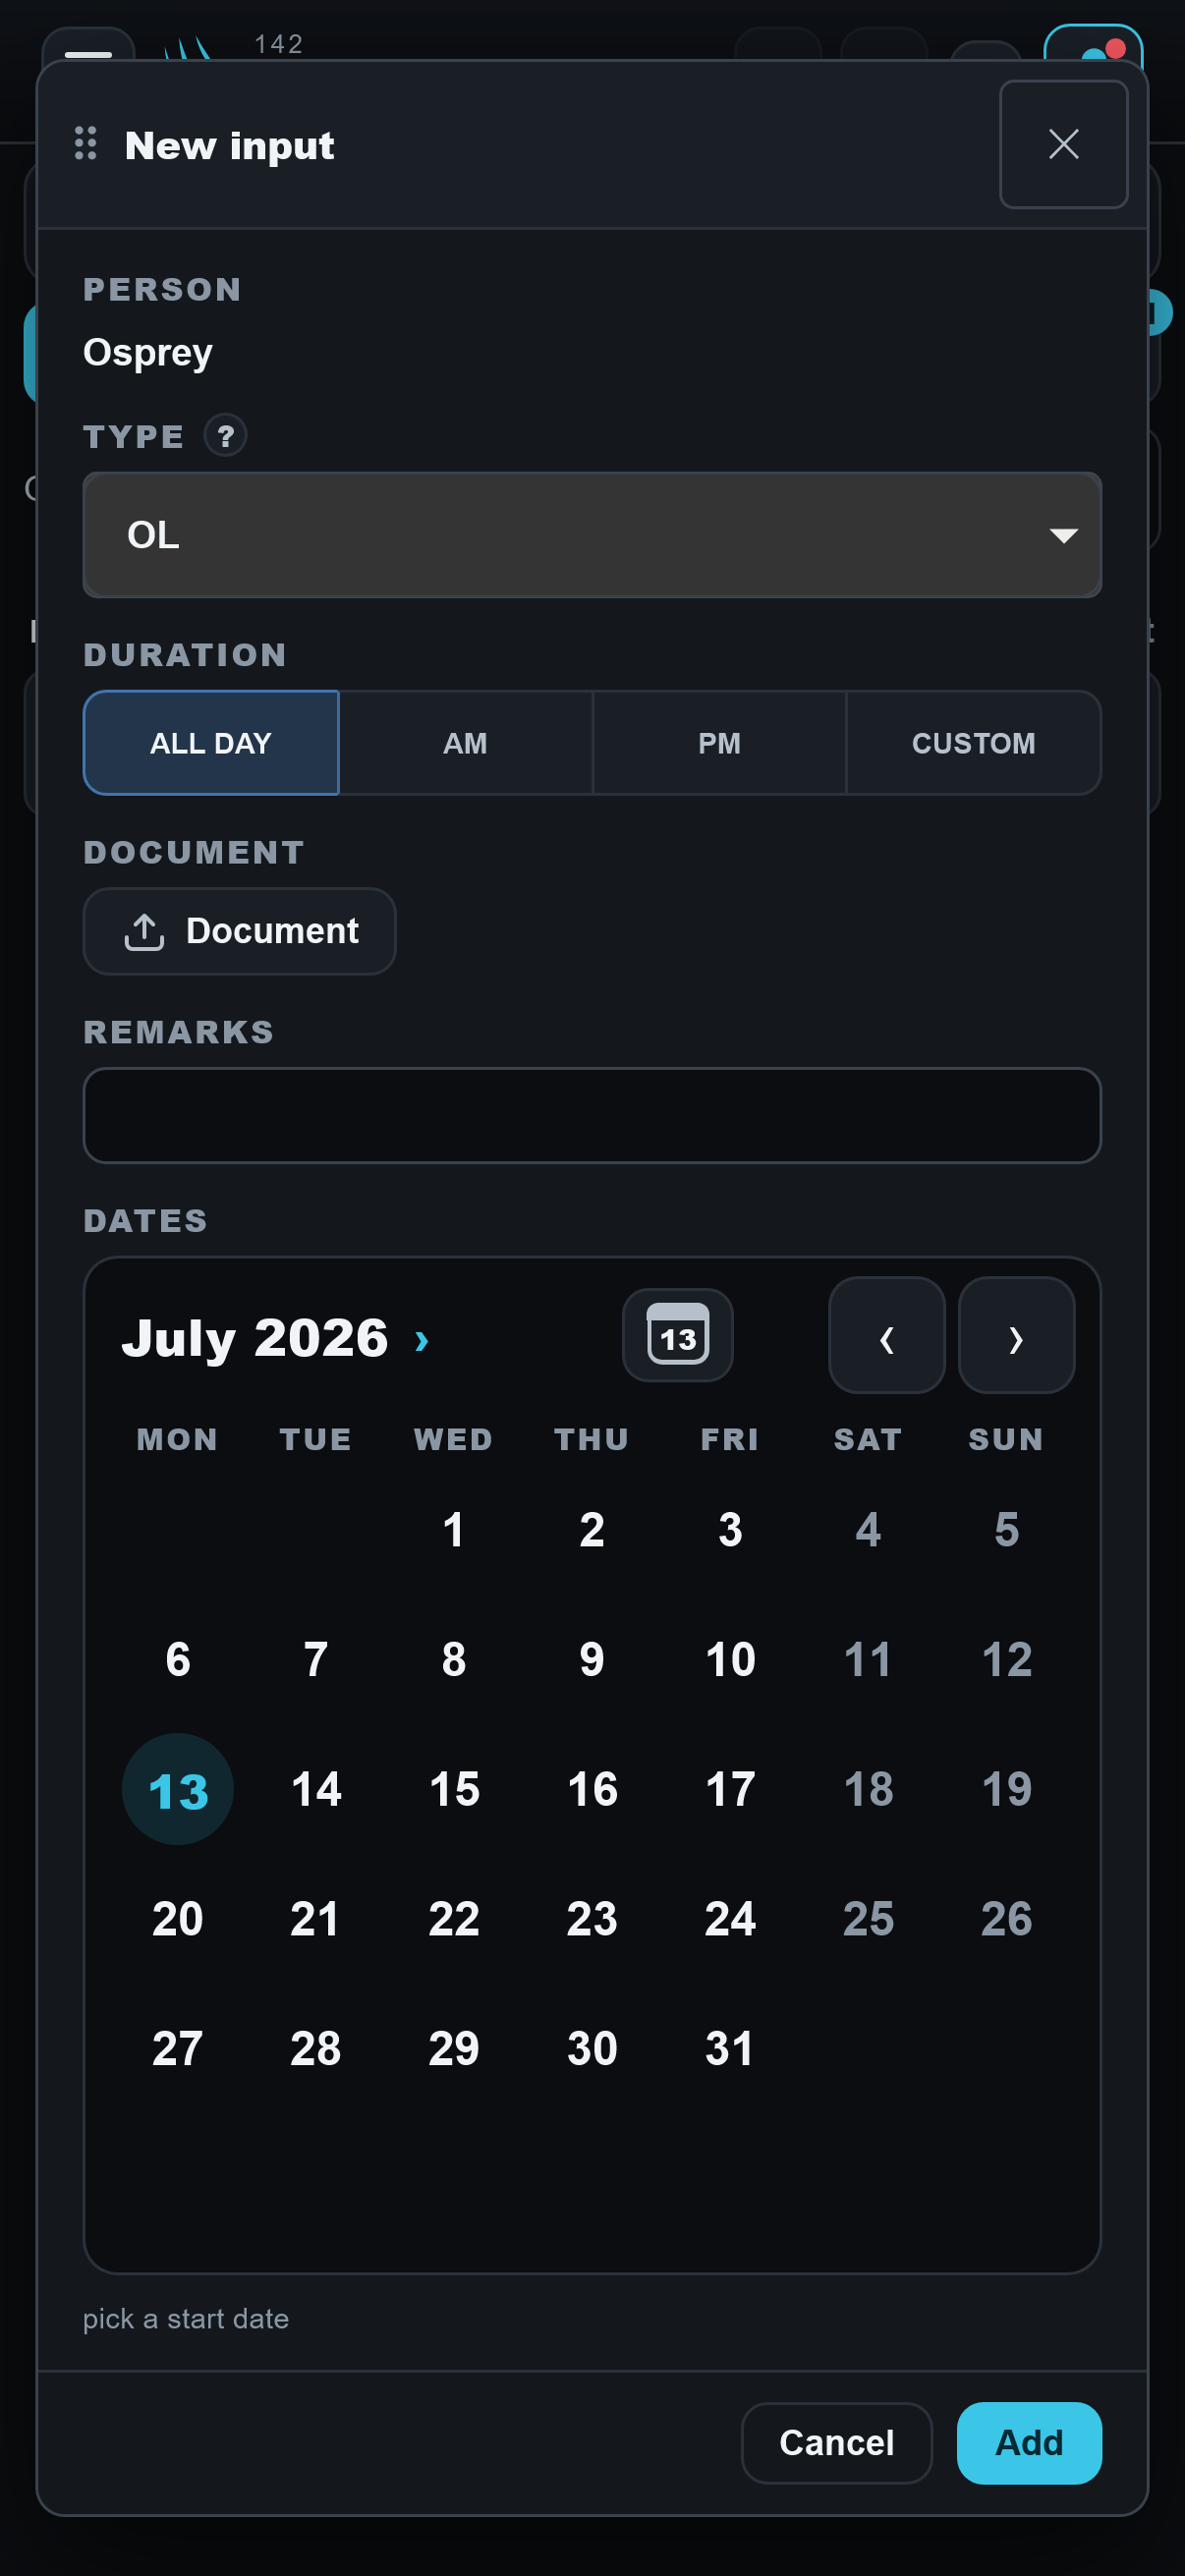 142
New input
PERSON
Osprey
TYPE ?
OL
DURATION
ALL DAY AM PM CUSTOM
DOCUMENT
Document
REMARKS
DATES
July 2026 ›
13
‹ ›
MON TUE WED THU FRI SAT SUN
1 2 3 4 5
6 7 8 9 10 11 12
13 14 15 16 17 18 19
20 21 22 23 24 25 26
27 28 29 30 31
pick a start date
Cancel Add